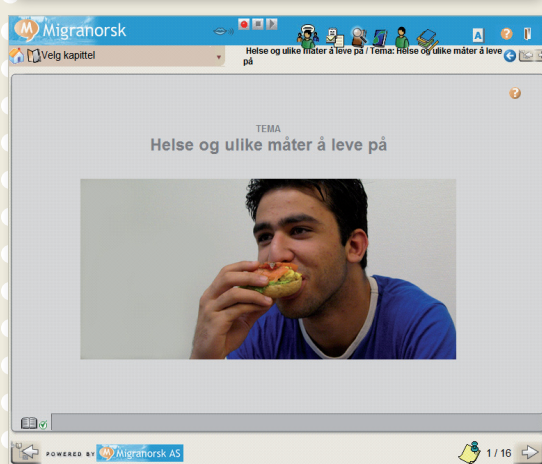 Migranorsk
A
?
Velg kapittel
Helse og ulike måter å leve på / Tema: Helse og ulike måter å leve
på
?
TEMA
Helse og ulike måter å leve på
POWERED BY Migranorsk AS
1 / 16